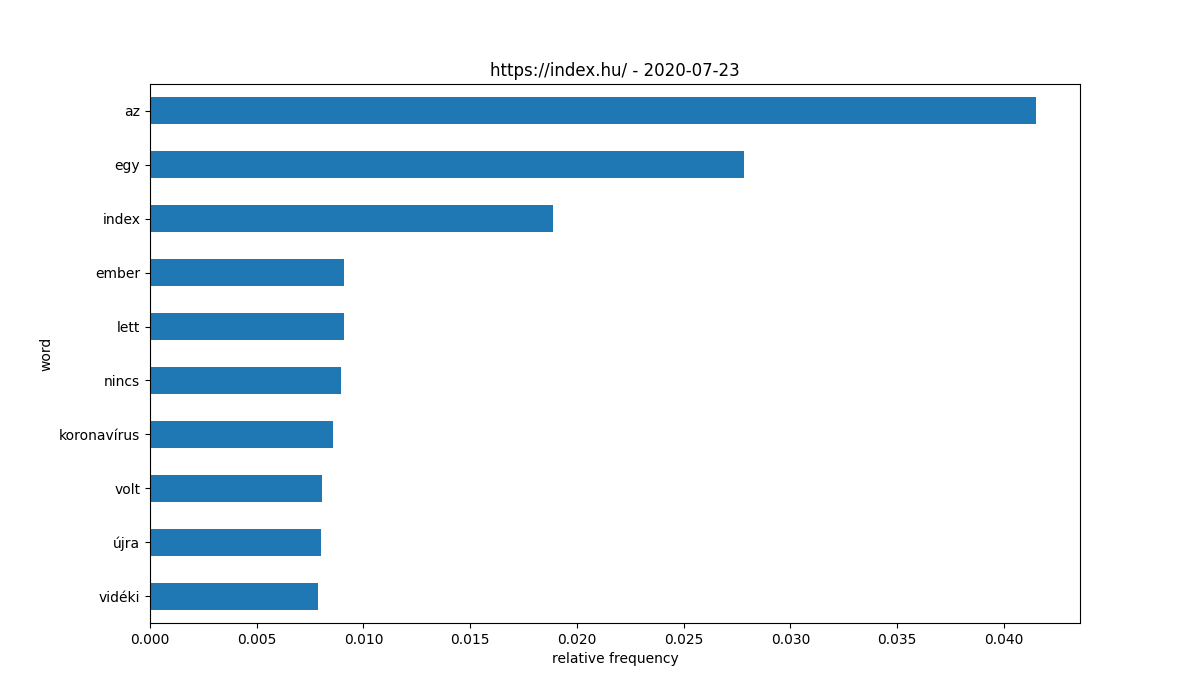 https://index.hu/ - 2020-07-23
az
egy
index
ember
lett
nincs
koronavírus
volt
újra
vidéki
word
0.000 0.005 0.010 0.015 0.020 0.025 0.030 0.035 0.040
relative frequency